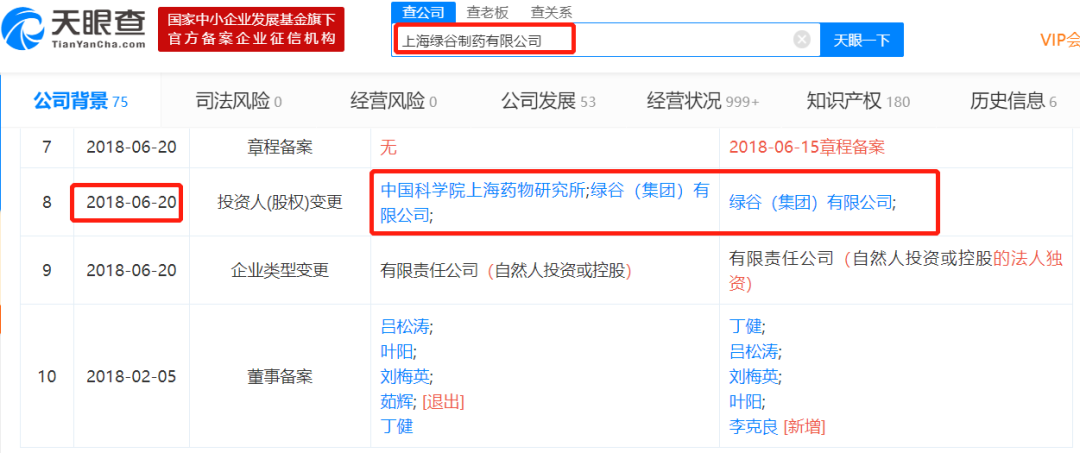 查公司 查老板 查关系
天眼查
TianYanCha.com
国家中小企业发展基金旗下
官方备案企业征信机构
上海绿谷制药有限公司
天眼一下
VIP会
公司背景 75 司法风险 0 经营风险 0 公司发展 53 经营状况 999+ 知识产权 180 历史信息 6
7 2018-06-20 章程备案 无 2018-06-15章程备案
8 2018-06-20 投资人(股权)变更
中国科学院上海药物研究所;绿谷（集团）有
限公司;
绿谷（集团）有限公司;
9 2018-06-20 企业类型变更 有限责任公司（自然人投资或控股)
有限责任公司（自然人投资或控股的法人独
资）
10 2018-02-05 董事备案
吕松涛;
叶阳;
刘梅英;
茹辉; [退出]
丁健
丁健;
吕松涛;
刘梅英;
叶阳;
李克良 [新增]